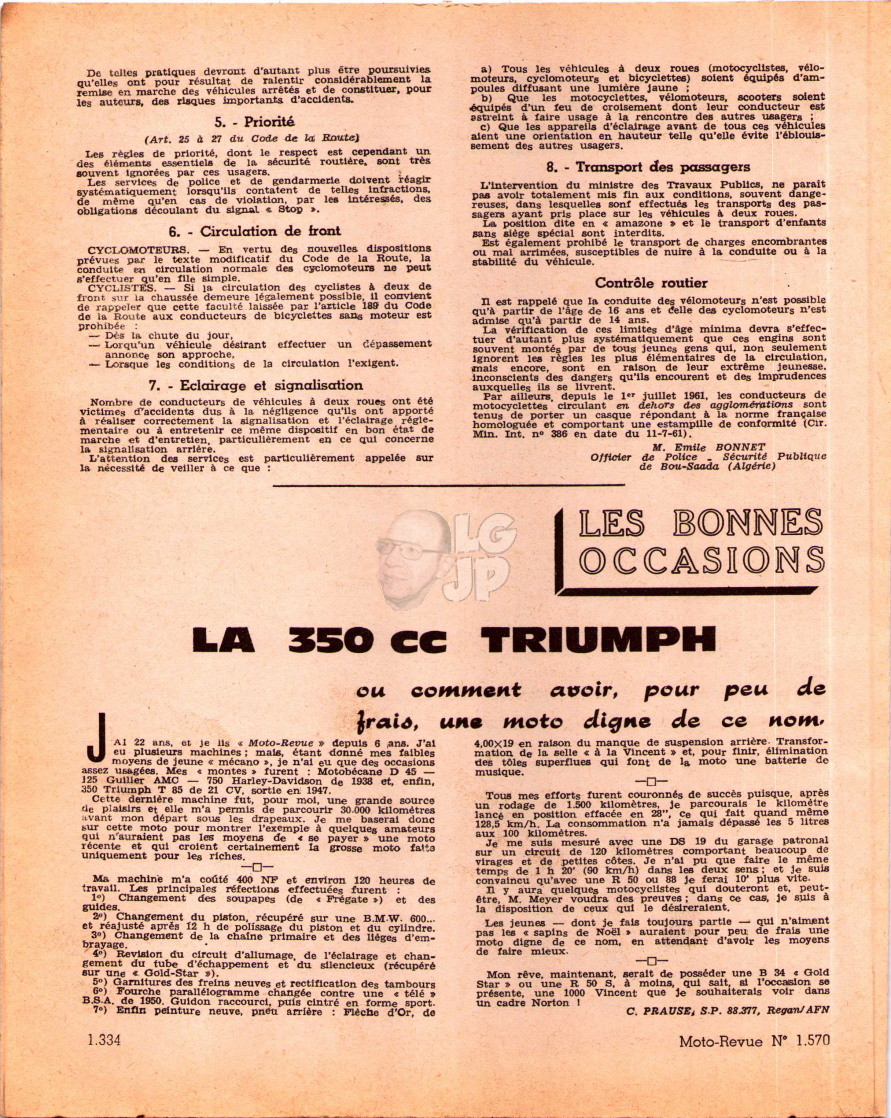 De telles pratiques devront d'autant plus être poursuivies
qu'elles ont pour résultat de ralentir considérablement la
remise en marche des véhicules arrêtés et de constituer, pour
les auteurs, des risques importants d'accidents.
5. - Priorité
(Art. 25 à 27 du Code de la Route)
Les règles de priorité, dont le respect est cependant un
des éléments essentiels de la sécurité routière, sont très
souvent ignorées par ces usagers.
Les services de police et de gendarmerie doivent réagir
systématiquement lorsqu'ils contatent de telles infractions,
de même qu'en cas de violation, par les intéressés, des
obligations découlant du signal « Stop ».
6. - Circulation de front
CYCLOMOTEURS. — En vertu des nouvelles dispositions
prévues par le texte modificatif du Code de la Route, la
conduite en circulation normale des cyclomoteurs ne peut
s'effectuer qu'en file simple.
CYCLISTES. — Si la circulation des cyclistes à deux de
front sur la chaussée demeure légalement possible, il convient
de rappeler que cette faculté laissée par l'article 189 du Code
de la Route aux conducteurs de bicyclettes sans moteur est
prohibée :
— Dès la chute du jour,
— Lorqu'un véhicule désirant effectuer un dépassement
annonce son approche,
— Lorsque les conditions de la circulation l'exigent.
7. - Eclairage et signalisation
Nombre de conducteurs de véhicules à deux roues ont été
victimes d'accidents dus à la négligence qu'ils ont apporté
à réaliser correctement la signalisation et l'éclairage régle-
mentaire ou à entretenir ce même dispositif en bon état de
marche et d'entretien, particulièrement en ce qui concerne
la signalisation arrière.
L'attention des services est particulièrement appelée sur
la nécessité de veiller à ce que :
a) Tous les véhicules à deux roues (motocyclistes, vélo-
moteurs, cyclomoteurs et bicyclettes) soient équipés d'am-
poules diffusant une lumière jaune ;
b) Que les motocyclettes, vélomoteurs, scooters soient
équipés d'un feu de croisement dont leur conducteur est
astreint à faire usage à la rencontre des autres usagers ;
c) Que les appareils d'éclairage avant de tous ces véhicules
aient une orientation en hauteur telle qu'elle évite l'éblouis-
sement des autres usagers.
8. - Transport des passagers
L'intervention du ministre des Travaux Publics, ne paraît
pas avoir totalement mis fin aux conditions, souvent dange-
reuses, dans lesquelles sont effectués les transports des pas-
sagers ayant pris place sur les véhicules à deux roues.
La position dite en « amazone » et le transport d'enfants
sans siège spécial sont interdits.
Est également prohibé le transport de charges encombrantes
ou mal arrimées, susceptibles de nuire à la conduite ou à la
stabilité du véhicule.
Contrôle routier
Il est rappelé que la conduite des vélomoteurs n'est possible
qu'à partir de l'âge de 16 ans et celle des cyclomoteurs n'est
admise qu'à partir de 14 ans.
La vérification de ces limites d'âge minima devra s'effec-
tuer d'autant plus systématiquement que ces engins sont
souvent montés par de tous jeunes gens qui, non seulement
ignorent les règles les plus élémentaires de la circulation,
mais encore, sont en raison de leur extrême jeunesse.
inconscients des dangers qu'ils encourent et des imprudences
auxquelles ils se livrent.
Par ailleurs, depuis le 1er juillet 1961, les conducteurs de
motocyclettes circulant en dehors des agglomérations sont
tenus de porter un casque répondant à la norme française
homologuée et comportant une estampille de conformité (Cir.
Min. Int. n° 386 en date du 11-7-61).
M. Emile BONNET
Officier de Police - Sécurité Publique
de Bou-Saada (Algérie)
LG
JP
LES BONNES
OCCASIONS
LA 350 CC TRIUMPH
ou comment avoir, pour peu de
frais, une moto digne de ce nom.
J'AI 22 ans, et je lis « Moto-Revue » depuis 6 ans. J'ai
eu plusieurs machines ; mais, étant donné mes faibles
moyens de jeune « mécano », je n'ai eu que des occasions
assez usagées. Mes « montes » furent : Motobécane D 45 —
125 Guiller AMC — 750 Harley-Davidson de 1938 et, enfin,
350 Triumph T 85 de 21 CV, sortie en 1947.
Cette dernière machine fut, pour moi, une grande source
de plaisirs et elle m'a permis de parcourir 30.000 kilomètres
avant mon départ sous les drapeaux. Je me baserai donc
sur cette moto pour montrer l'exemple à quelques amateurs
qui n'auraient pas les moyens de « se payer » une moto
récente et qui croient certainement la grosse moto faite
uniquement pour les riches.
Ma machine m'a coûté 400 NF et environ 120 heures de
travail. Les principales réfections effectuées furent :
1°) Changement des soupapes (de « Frégate ») et des
guides.
2°) Changement du piston, récupéré sur une B.M.W. 600...
et réajusté après 12 h de polissage du piston et du cylindre.
3°) Changement de la chaîne primaire et des lièges d'em-
brayage.
4°) Revision du circuit d'allumage, de l'éclairage et chan-
gement du tube d'échappement et du silencieux (récupéré
sur une « Gold-Star »).
5°) Garnitures des freins neuves et rectification des tambours
6°) Fourche parallélogramme changée contre une « télé »
B.S.A. de 1950. Guidon raccourci, puis cintré en forme sport.
7°) Enfin peinture neuve, pneu arrière : Flèche d'Or, de
4,00×19 en raison du manque de suspension arrière. Transfor-
mation de la selle « à la Vincent » et, pour finir, élimination
des tôles superflues qui font de la moto une batterie de
musique.
Tous mes efforts furent couronnés de succès puisque, après
un rodage de 1.500 kilomètres, je parcourais le kilomètre
lancé en position effacée en 28", ce qui fait quand même
128,5 km/h. La consommation n'a jamais dépassé les 5 litres
aux 100 kilomètres.
Je me suis mesuré avec une DS 19 du garage patronal
sur un circuit de 120 kilomètres comportant beaucoup de
virages et de petites côtes. Je n'ai pu que faire le même
temps de 1 h 20' (90 km/h) dans les deux sens ; et je suis
convaincu qu'avec une R 50 ou 88 je ferai 10' plus vite.
Il y aura quelques motocyclistes qui douteront et, peut-
être, M. Meyer voudra des preuves ; dans ce cas, je suis à
la disposition de ceux qui le désireraient.
Les jeunes — dont je fais toujours partie — qui n'aiment
pas les « sapins de Noël » auraient pour peu de frais une
moto digne de ce nom, en attendant d'avoir les moyens
de faire mieux.
Mon rêve, maintenant, serait de posséder une B 34 « Gold
Star » ou une R 50 S, à moins, qui sait, si l'occasion se
présente, une 1000 Vincent que je souhaiterais voir dans
un cadre Norton !
C. PRAUSE, S.P. 88.377, Regan/AFN
1.334
Moto-Revue N° 1.570